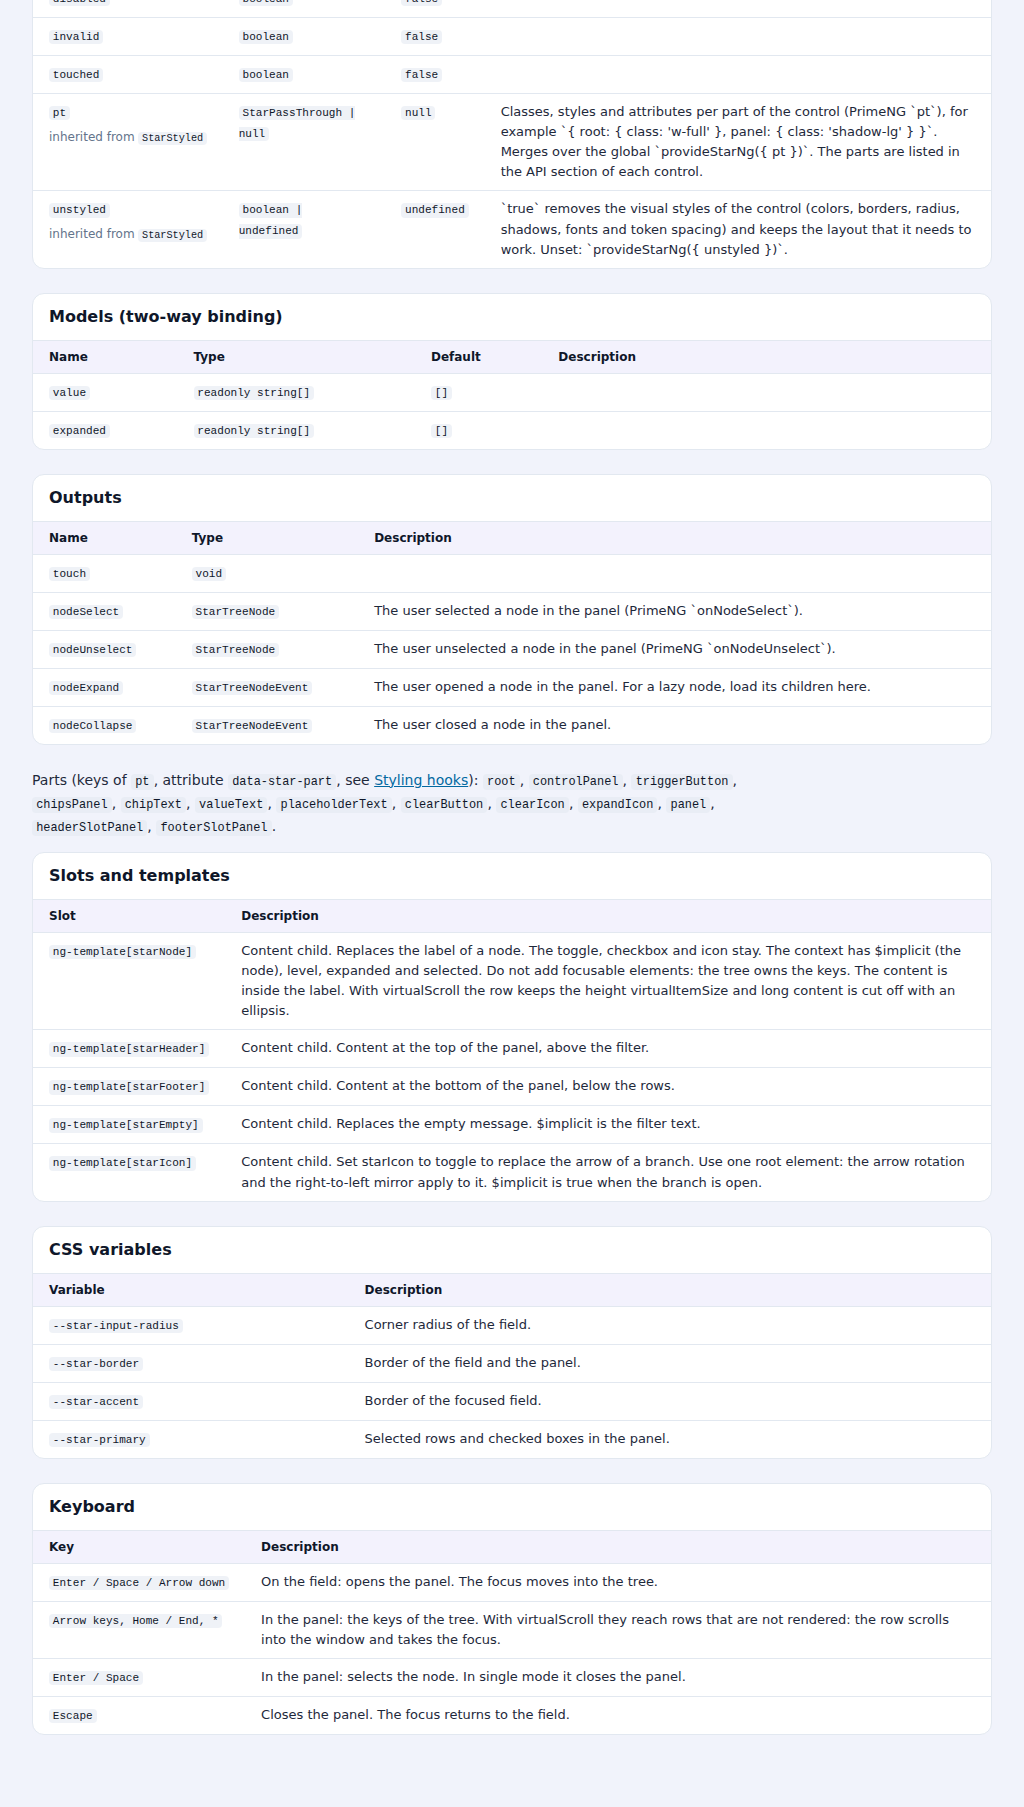 disabled boolean false
invalid boolean false
touched boolean false
pt StarPassThrough | null null Classes, styles and attributes per part of the control (PrimeNG `pt`), for
inherited from StarStyled example `{ root: { class: 'w-full' }, panel: { class: 'shadow-lg' } }`.
Merges over the global `provideStarNg({ pt })`. The parts are listed in
the API section of each control.
unstyled boolean | undefined undefined `true` removes the visual styles of the control (colors, borders, radius,
inherited from StarStyled shadows, fonts and token spacing) and keeps the layout that it needs to
work. Unset: `provideStarNg({ unstyled })`.
Models (two-way binding)
Name Type Default Description
value readonly string[] []
expanded readonly string[] []
Outputs
Name Type Description
touch void
nodeSelect StarTreeNode The user selected a node in the panel (PrimeNG `onNodeSelect`).
nodeUnselect StarTreeNode The user unselected a node in the panel (PrimeNG `onNodeUnselect`).
nodeExpand StarTreeNodeEvent The user opened a node in the panel. For a lazy node, load its children here.
nodeCollapse StarTreeNodeEvent The user closed a node in the panel.
Parts (keys of pt, attribute data-star-part, see Styling hooks): root, controlPanel, triggerButton,
chipsPanel, chipText, valueText, placeholderText, clearButton, clearIcon, expandIcon, panel,
headerSlotPanel, footerSlotPanel.
Slots and templates
Slot Description
ng-template[starNode] Content child. Replaces the label of a node. The toggle, checkbox and icon stay. The context has $implicit (the
node), level, expanded and selected. Do not add focusable elements: the tree owns the keys. The content is
inside the label. With virtualScroll the row keeps the height virtualItemSize and long content is cut off with an
ellipsis.
ng-template[starHeader] Content child. Content at the top of the panel, above the filter.
ng-template[starFooter] Content child. Content at the bottom of the panel, below the rows.
ng-template[starEmpty] Content child. Replaces the empty message. $implicit is the filter text.
ng-template[starIcon] Content child. Set starIcon to toggle to replace the arrow of a branch. Use one root element: the arrow rotation
and the right-to-left mirror apply to it. $implicit is true when the branch is open.
CSS variables
Variable Description
--star-input-radius Corner radius of the field.
--star-border Border of the field and the panel.
--star-accent Border of the focused field.
--star-primary Selected rows and checked boxes in the panel.
Keyboard
Key Description
Enter / Space / Arrow down On the field: opens the panel. The focus moves into the tree.
Arrow keys, Home / End, * In the panel: the keys of the tree. With virtualScroll they reach rows that are not rendered: the row scrolls
into the window and takes the focus.
Enter / Space In the panel: selects the node. In single mode it closes the panel.
Escape Closes the panel. The focus returns to the field.